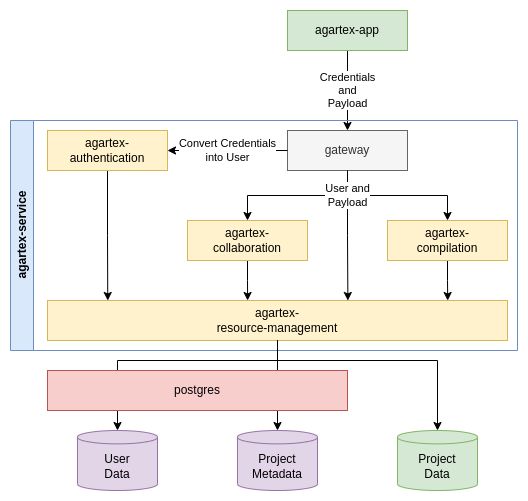 agartex-app
Credentials
and
Payload
agartex-service
agartex-
authentication
Convert Credentials
into User
gateway
User and
Payload
agartex-
collaboration
agartex-
compilation
agartex-
resource-management
postgres
User
Data
Project
Metadata
Project
Data